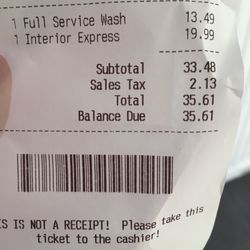 1 Full Service Wash 13.49
1 Interior Express 19.99
Subtotal 33.48
Sales Tax 2.13
Total 35.61
Balance Due 35.61
IS NOT A RECEIPT! Please take this
ticket to the cashier!